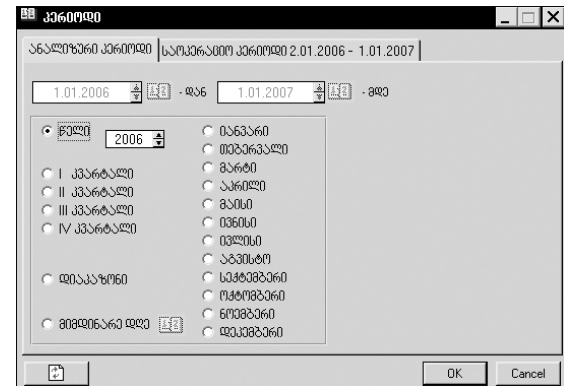 პერიოდი
ანალიზური პერიოდი
საოპერაციო პერიოდი 2.01.2006 - 1.01.2007
1.01.2006 - დან 1.01.2007 - მდე
წელი 2006
I კვარტალი
II კვარტალი
III კვარტალი
IV კვარტალი
დიაპაზონი
მიმდინარე დღე
იანვარი
თებერვალი
მარტი
აპრილი
მაისი
ივნისი
ივლისი
აგვისტო
სექტემბერი
ოქტომბერი
ნოემბერი
დეკემბერი
OK
Cancel